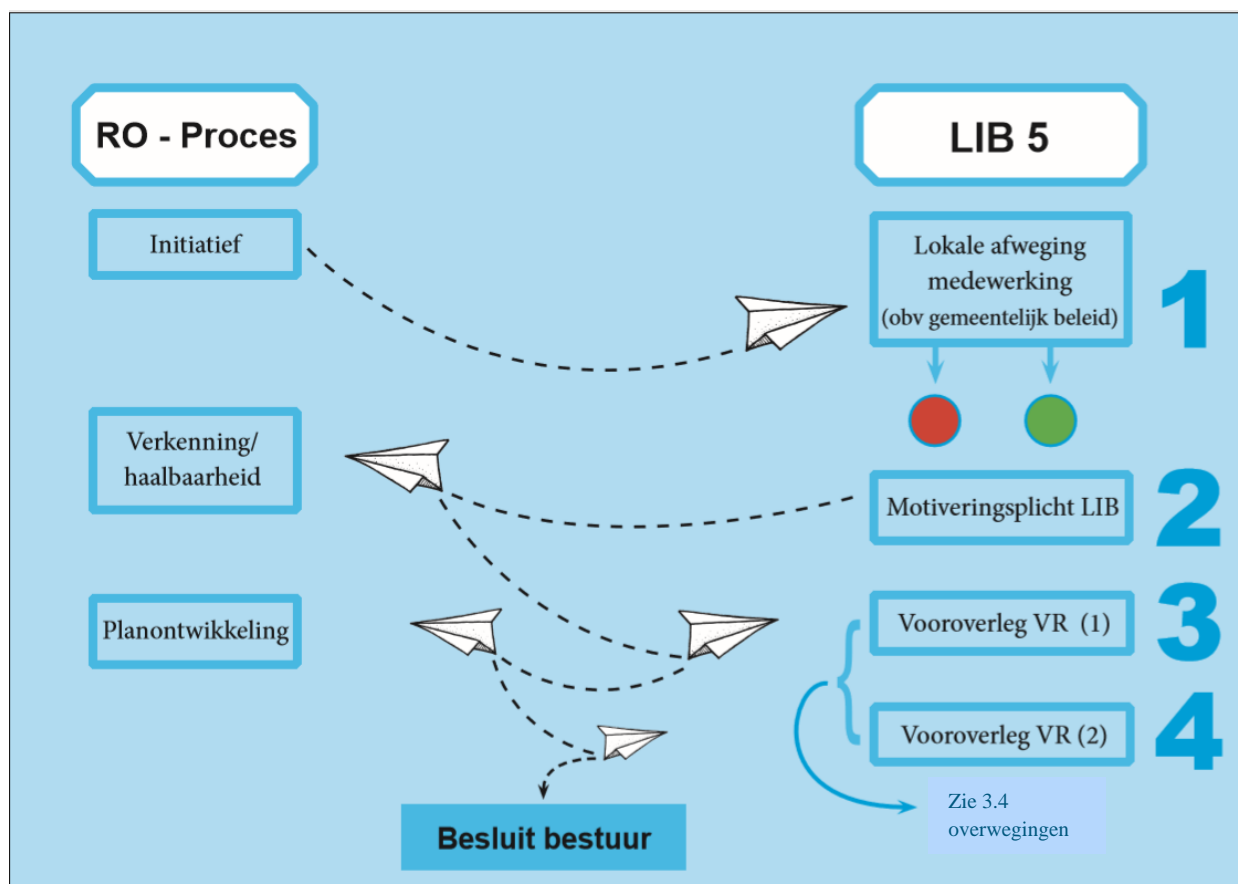 RO - Proces
LIB 5
Initiatief
Lokale afweging
medewerking
(obv gemeentelijk beleid)
1
Verkenning/
haalbaarheid
Motiveringsplicht LIB
2
Planontwikkeling
Vooroverleg VR (1)
3
Vooroverleg VR (2)
4
Zie 3.4
overwegingen
Besluit bestuur